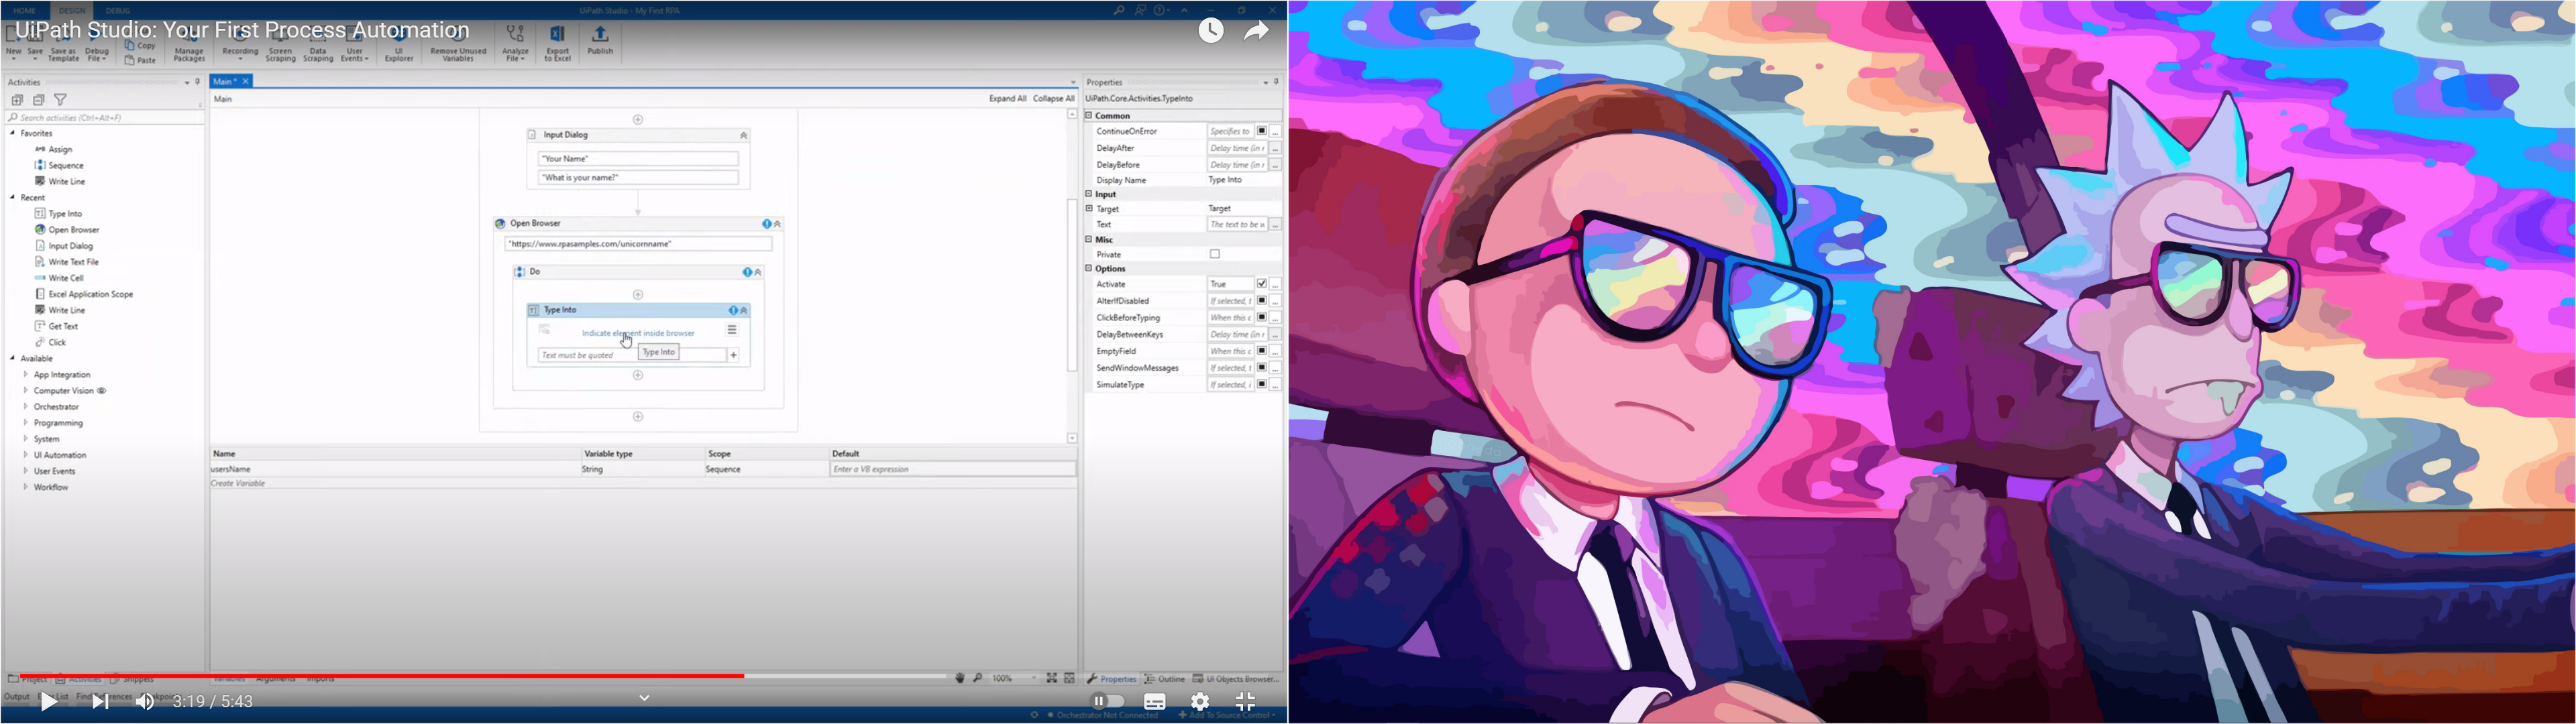 HOME DESIGN DEBUG
UiPath Studio - My First RPA
UiPath Studio: Your First Process Automation
New
Save
Save as Template
Debug File
Copy
Paste
Manage Packages
Recording
Screen Scraping
Data Scraping
User Events
UI Explorer
Remove Unused Variables
Analyze File
Export to Excel
Publish
Activities
Search activities (Ctrl+Alt+F)
Favorites
Assign
Sequence
Write Line
Recent
Type Into
Open Browser
Input Dialog
Write Text File
Write Cell
Excel Application Scope
Write Line
Get Text
Click
Available
App Integration
Computer Vision
Orchestrator
Programming
System
UI Automation
User Events
Workflow
Main *
Main
Expand All Collapse All
Input Dialog
"Your Name"
"What is your name?"
Open Browser
"https://www.rpasamples.com/unicornname"
Do
Type Into
Indicate element inside browser
Type Into
Text must be quoted
Name Variable type Scope Default
usersName String Sequence Enter a VB expression
Create Variable
Properties
UiPath.Core.Activities.TypeInto
Common
ContinueOnError Specifies to
DelayAfter Delay time (in
DelayBefore Delay time (in
Display Name Type Into
Input
Target Target
Text The text to be
Misc
Private
Options
Activate True
AlterIfDisabled If selected, t
ClickBeforeTyping When this c
DelayBetweenKeys Delay time (in
EmptyField When this c
SendWindowMessages If selected, t
SimulateType If selected, i
Project Activities Snippets
Variables Arguments Imports
100%
Properties Outline UI Objects Browser...
Output
3:19 / 5:43
Orchestrator Not Connected Add To Source Control